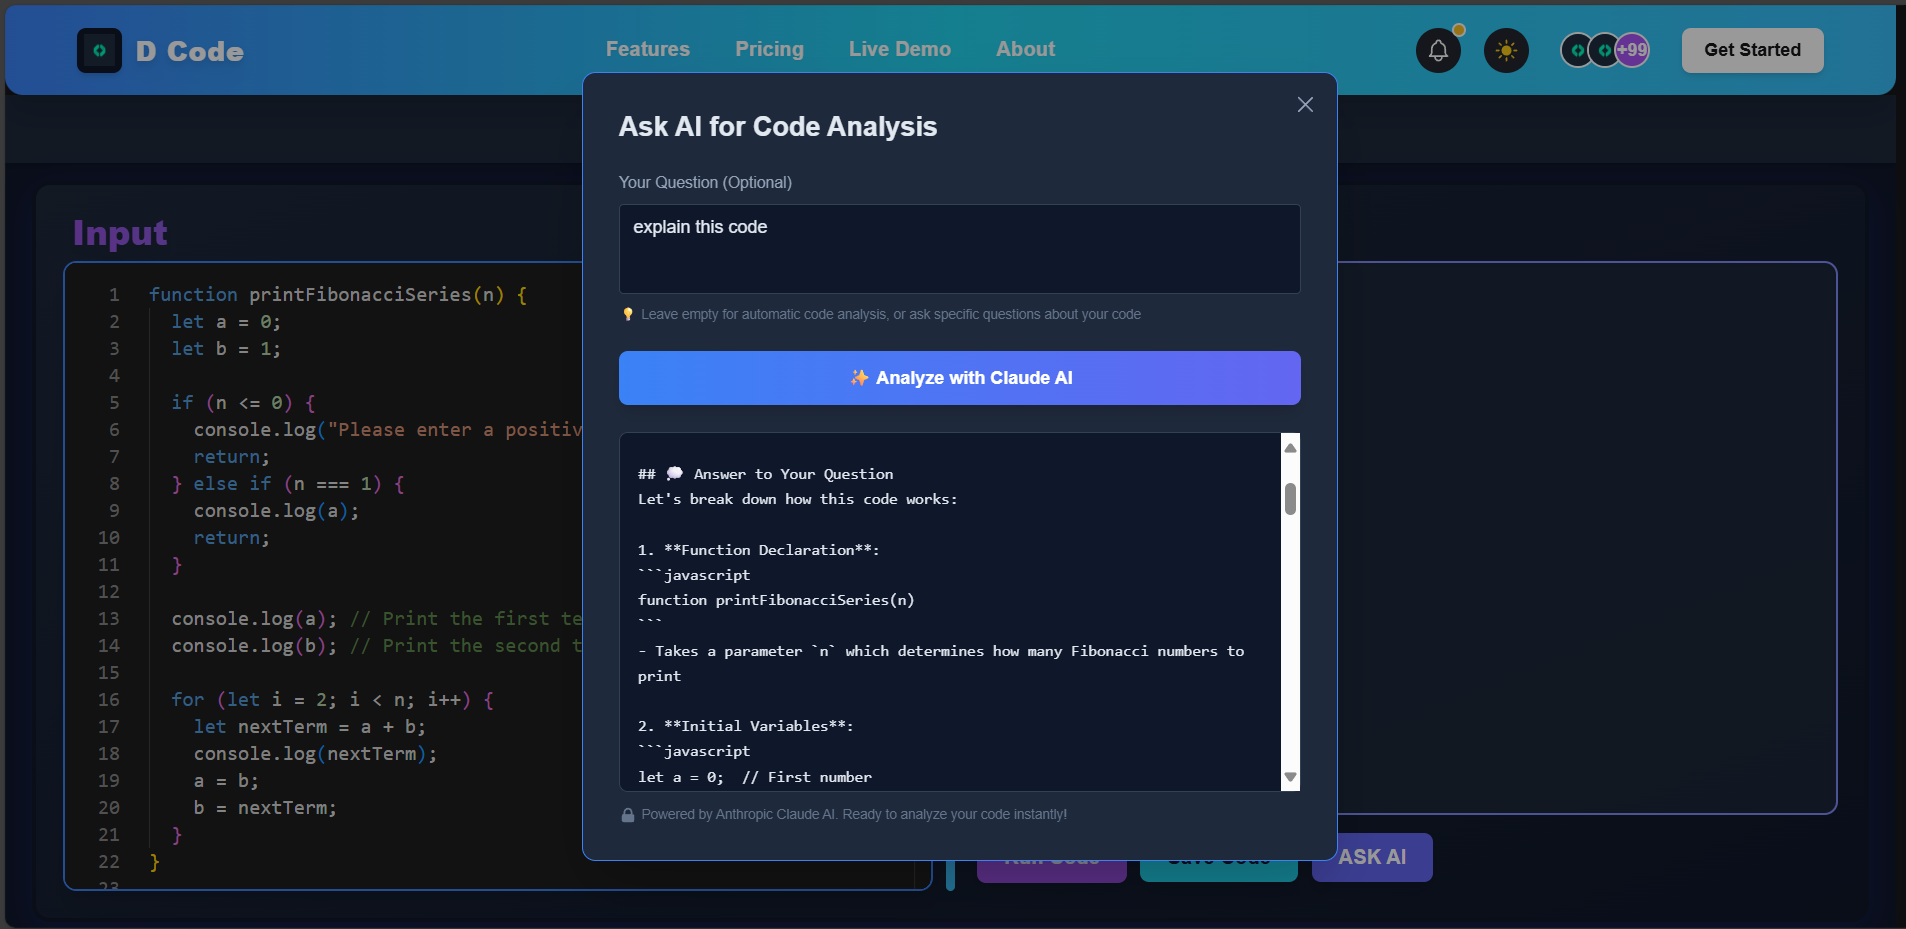 D Code
Features Pricing Live Demo About
+99
Get Started
Ask AI for Code Analysis
Your Question (Optional)
explain this code
💡 Leave empty for automatic code analysis, or ask specific questions about your code
✨ Analyze with Claude AI
## 💭 Answer to Your Question
Let's break down how this code works:
1. **Function Declaration**:
```javascript
function printFibonacciSeries(n)
```
- Takes a parameter `n` which determines how many Fibonacci numbers to
print
2. **Initial Variables**:
```javascript
let a = 0;  // First number
🔒 Powered by Anthropic Claude AI. Ready to analyze your code instantly!
Input
1 function printFibonacciSeries(n) {
2 let a = 0;
3 let b = 1;
4
5 if (n <= 0) {
6 console.log("Please enter a positiv
7 return;
8 } else if (n === 1) {
9 console.log(a);
10 return;
11 }
12
13 console.log(a); // Print the first te
14 console.log(b); // Print the second t
15
16 for (let i = 2; i < n; i++) {
17 let nextTerm = a + b;
18 console.log(nextTerm);
19 a = b;
20 b = nextTerm;
21 }
22 }
23
Run Code Save Code ASK AI